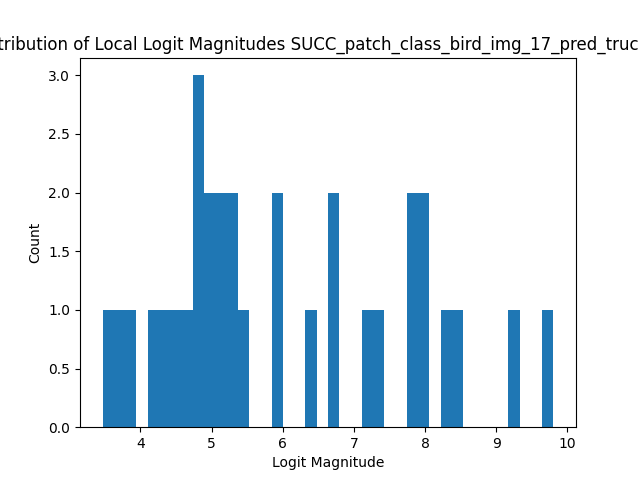 tribution of Local Logit Magnitudes SUCC_patch_class_bird_img_17_pred_truc
3.0
2.5
2.0
1.5
1.0
0.5
0.0
Count
4 5 6 7 8 9 10
Logit Magnitude